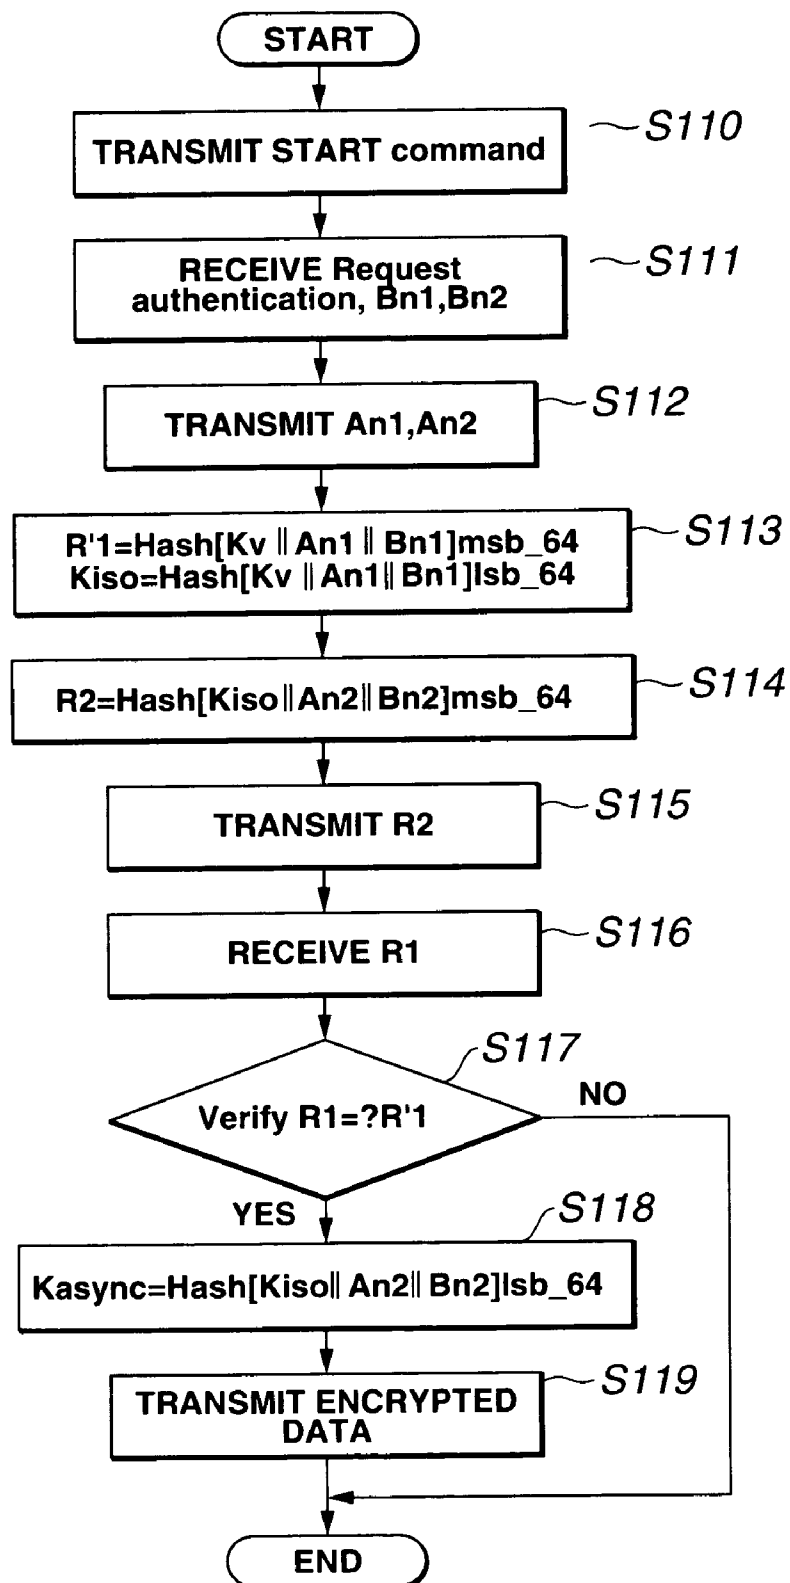 START
TRANSMIT START command
S110
RECEIVE Request
authentication, Bn1,Bn2
S111
TRANSMIT An1,An2
S112
R'1=Hash[Kv || An1 || Bn1]msb_64
Kiso=Hash[Kv || An1 || Bn1]lsb_64
S113
R2=Hash[Kiso || An2 || Bn2]msb_64
S114
TRANSMIT R2
S115
RECEIVE R1
S116
Verify R1=?R'1
S117
NO
YES
Kasync=Hash[Kiso || An2 || Bn2]lsb_64
S118
TRANSMIT ENCRYPTED
DATA
S119
END